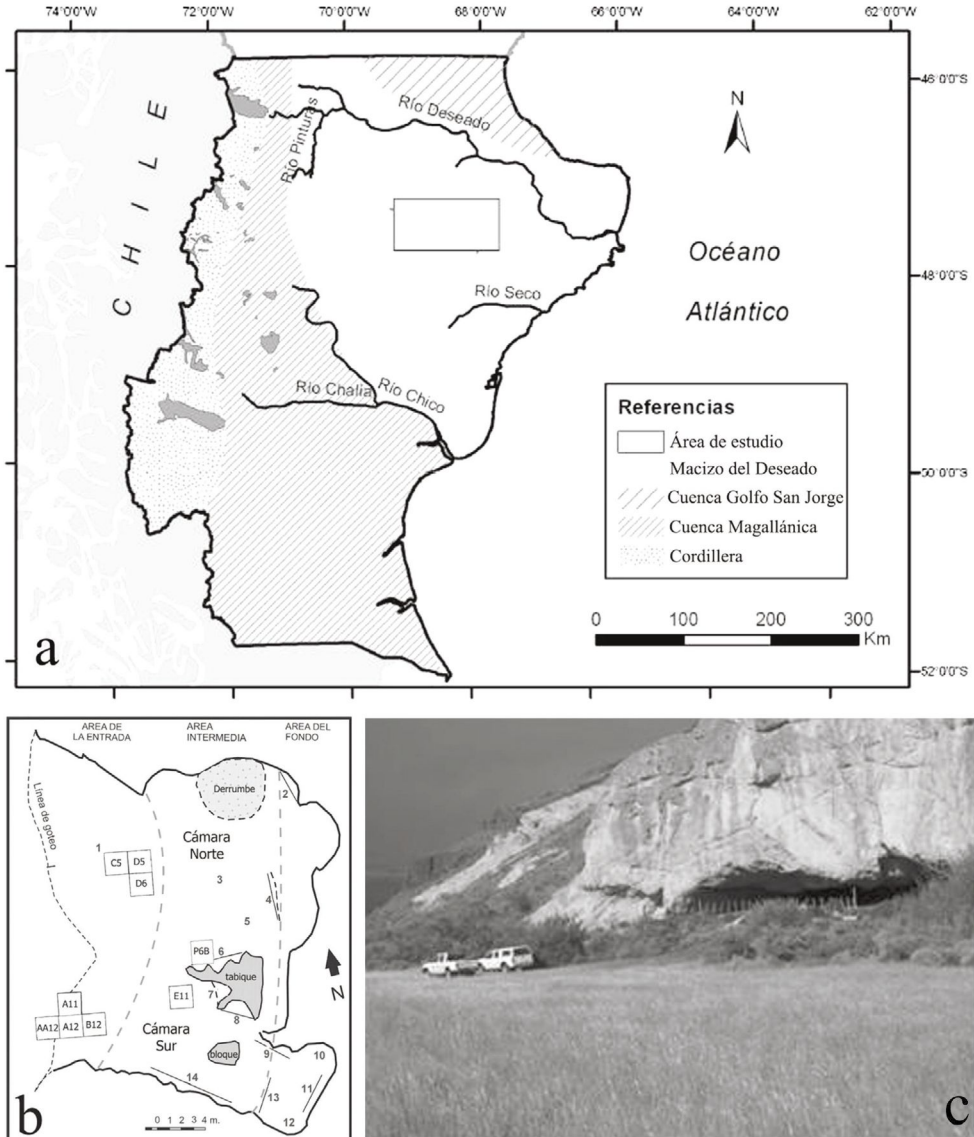 74°0'0"W 72°0'0"W 70°0'0"W 68°0'0"W 66°0'0"W 64°0'0"W 62°0'0"W
46°0'0"S
48°0'0"S
50°0'0"S
52°0'0"S
CHILE
Río Pinturas
Río Deseado
N
Océano
Atlántico
Río Seco
Río Chalía
Río Chico
Referencias
Área de estudio
Macizo del Deseado
Cuenca Golfo San Jorge
Cuenca Magallánica
Cordillera
0 100 200 300
Km
a
AREA DE
LA ENTRADA
AREA
INTERMEDIA
AREA DEL
FONDO
Línea de goteo
Derrumbe
2
Cámara
Norte
1
C5 D5
D6
3
4
5
P6B
6
tabique
E11
7
8
N
A11
AA12 A12 B12
Cámara
Sur
bloque
9
10
11
12
13
14
0 1 2 3 4 m.
b
c